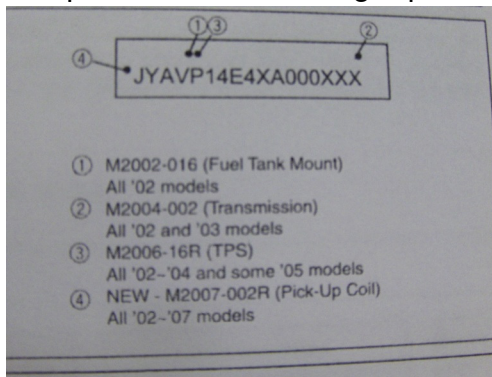 ① ③ ②
④ JYAVP14E4XA000XXX
① M2002-016 (Fuel Tank Mount)
All '02 models
② M2004-002 (Transmission)
All '02 and '03 models
③ M2006-16R (TPS)
All '02-'04 and some '05 models
④ NEW - M2007-002R (Pick-Up Coil)
All '02-'07 models